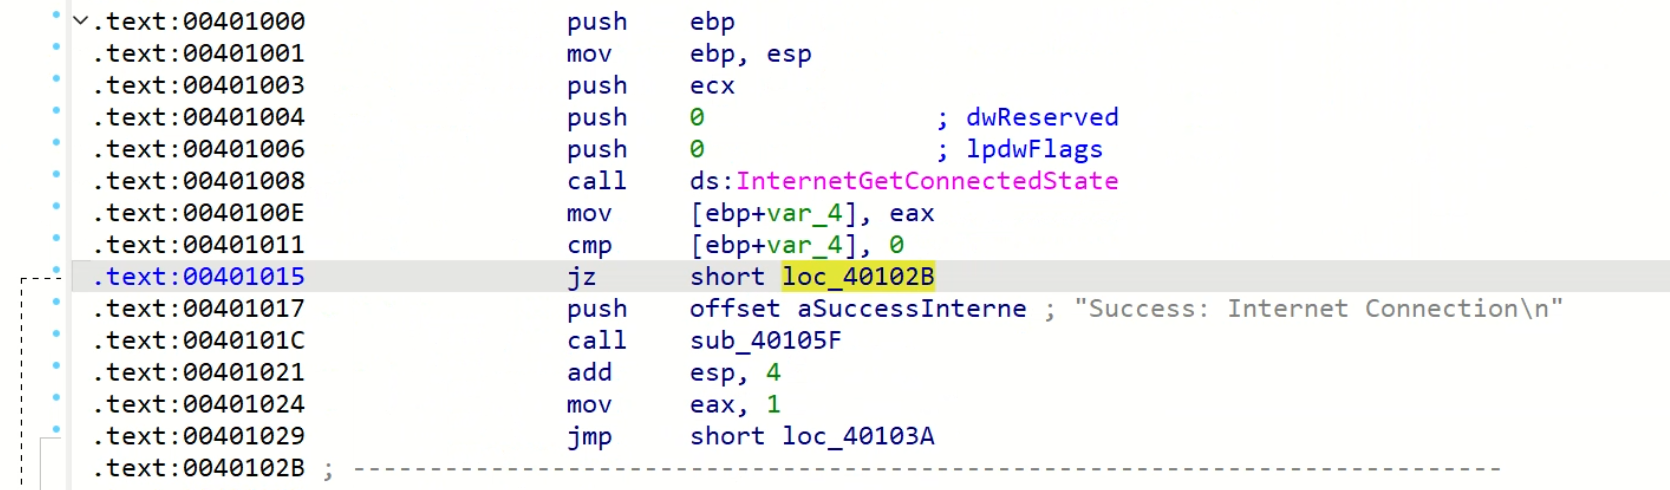 .text:00401000 push ebp
.text:00401001 mov ebp, esp
.text:00401003 push ecx
.text:00401004 push 0 ; dwReserved
.text:00401006 push 0 ; lpdwFlags
.text:00401008 call ds:InternetGetConnectedState
.text:0040100E mov [ebp+var_4], eax
.text:00401011 cmp [ebp+var_4], 0
.text:00401015 jz short loc_40102B
.text:00401017 push offset aSuccessInterne ; "Success: Internet Connection\n"
.text:0040101C call sub_40105F
.text:00401021 add esp, 4
.text:00401024 mov eax, 1
.text:00401029 jmp short loc_40103A
.text:0040102B ; ---------------------------------------------------------------------------